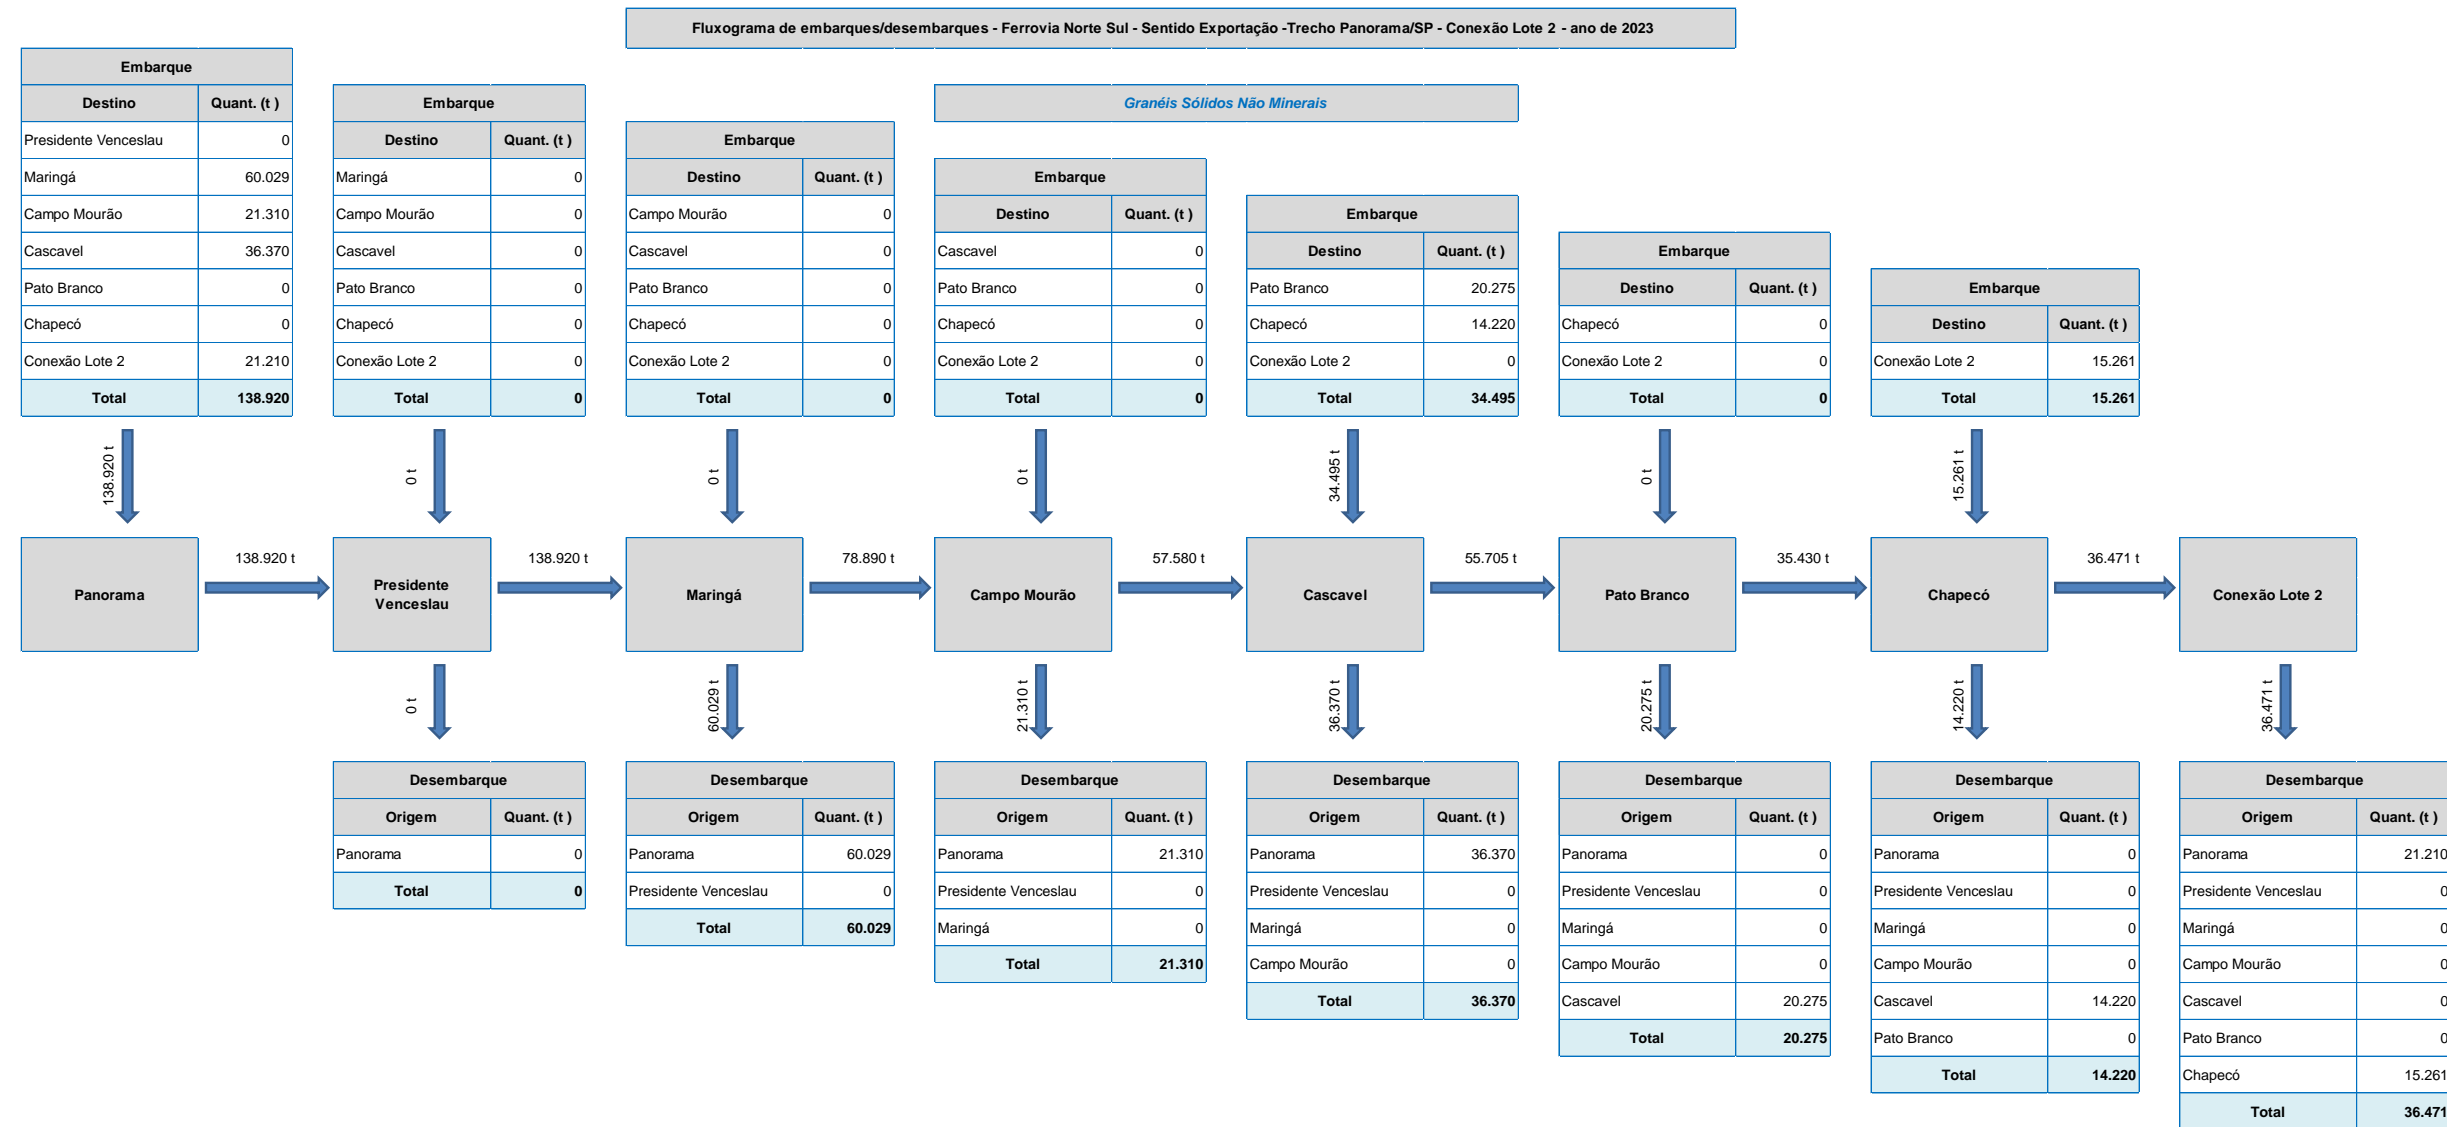 Fluxograma de embarques/desembarques - Ferrovia Norte Sul - Sentido Exportação -Trecho Panorama/SP - Conexão Lote 2 - ano de 2023
Granéis Sólidos Não Minerais
Embarque
Destino Quant. (t )
Presidente Venceslau 0
Maringá 60.029
Campo Mourão 21.310
Cascavel 36.370
Pato Branco 0
Chapecó 0
Conexão Lote 2 21.210
Total 138.920
Embarque
Destino Quant. (t )
Maringá 0
Campo Mourão 0
Cascavel 0
Pato Branco 0
Chapecó 0
Conexão Lote 2 0
Total 0
Embarque
Destino Quant. (t )
Campo Mourão 0
Cascavel 0
Pato Branco 0
Chapecó 0
Conexão Lote 2 0
Total 0
Embarque
Destino Quant. (t )
Cascavel 0
Pato Branco 0
Chapecó 0
Conexão Lote 2 0
Total 0
Embarque
Destino Quant. (t )
Pato Branco 20.275
Chapecó 14.220
Conexão Lote 2 0
Total 34.495
Embarque
Destino Quant. (t )
Chapecó 0
Conexão Lote 2 0
Total 0
Embarque
Destino Quant. (t )
Conexão Lote 2 15.261
Total 15.261
138.920 t
0 t
0 t
0 t
34.495 t
0 t
15.261 t
Panorama
138.920 t
Presidente
Venceslau
138.920 t
Maringá
78.890 t
Campo Mourão
57.580 t
Cascavel
55.705 t
Pato Branco
35.430 t
Chapecó
36.471 t
Conexão Lote 2
0 t
60.029 t
21.310 t
36.370 t
20.275 t
14.220 t
36.471 t
Desembarque
Origem Quant. (t )
Panorama 0
Total 0
Desembarque
Origem Quant. (t )
Panorama 60.029
Presidente Venceslau 0
Total 60.029
Desembarque
Origem Quant. (t )
Panorama 21.310
Presidente Venceslau 0
Maringá 0
Total 21.310
Desembarque
Origem Quant. (t )
Panorama 36.370
Presidente Venceslau 0
Maringá 0
Campo Mourão 0
Total 36.370
Desembarque
Origem Quant. (t )
Panorama 0
Presidente Venceslau 0
Maringá 0
Campo Mourão 0
Cascavel 20.275
Total 20.275
Desembarque
Origem Quant. (t )
Panorama 0
Presidente Venceslau 0
Maringá 0
Campo Mourão 0
Cascavel 14.220
Pato Branco 0
Total 14.220
Desembarque
Origem Quant. (t )
Panorama 21.210
Presidente Venceslau 0
Maringá 0
Campo Mourão 0
Cascavel 0
Pato Branco 0
Chapecó 15.261
Total 36.471